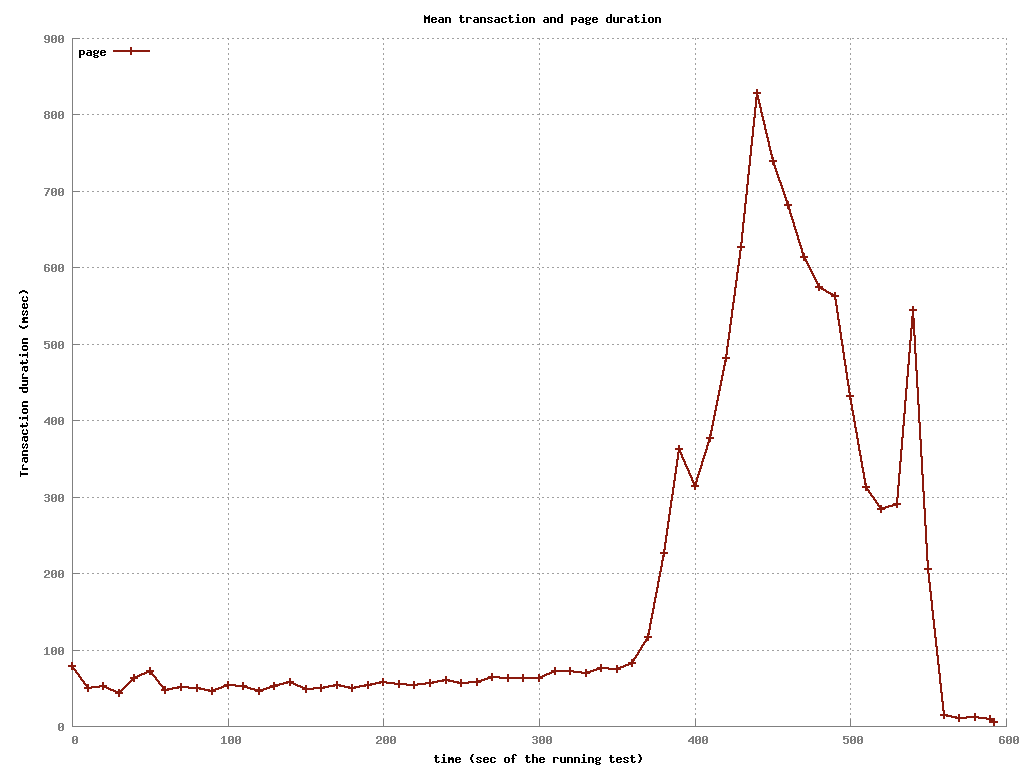 Mean transaction and page duration
900
page
800
700
600
500
400
300
200
100
0
Transaction duration (msec)
0 100 200 300 400 500 600
time (sec of the running test)